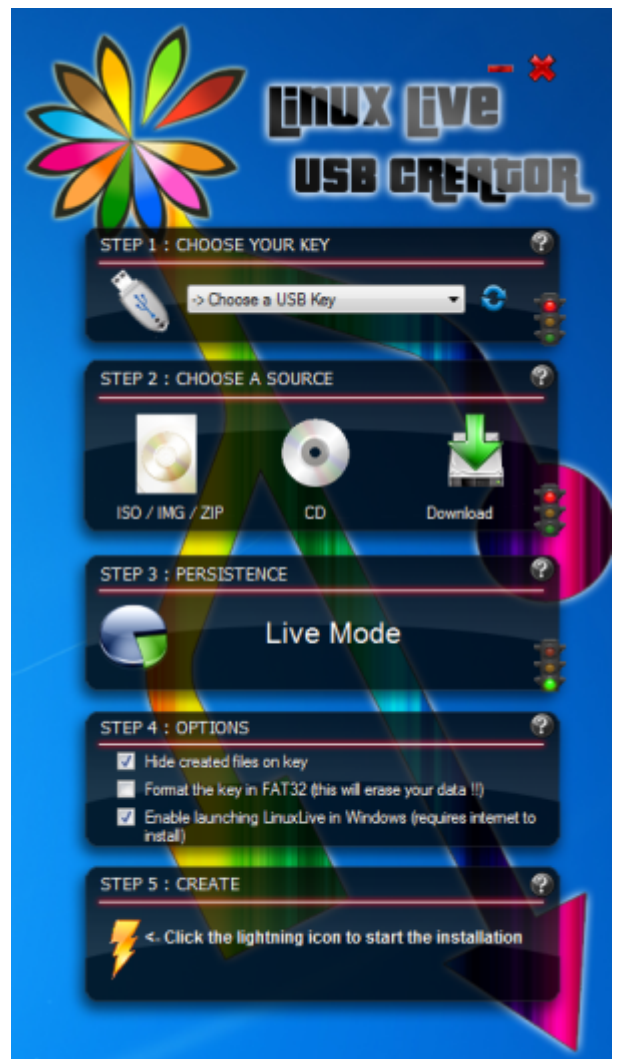 Linux Live
USB Creator
STEP 1 : CHOOSE YOUR KEY
?
-> Choose a USB Key
STEP 2 : CHOOSE A SOURCE
?
ISO / IMG / ZIP
CD
Download
STEP 3 : PERSISTENCE
?
Live Mode
STEP 4 : OPTIONS
?
Hide created files on key
Format the key in FAT32 (this will erase your data !!)
Enable launching LinuxLive in Windows (requires internet to
install)
STEP 5 : CREATE
?
<- Click the lightning icon to start the installation